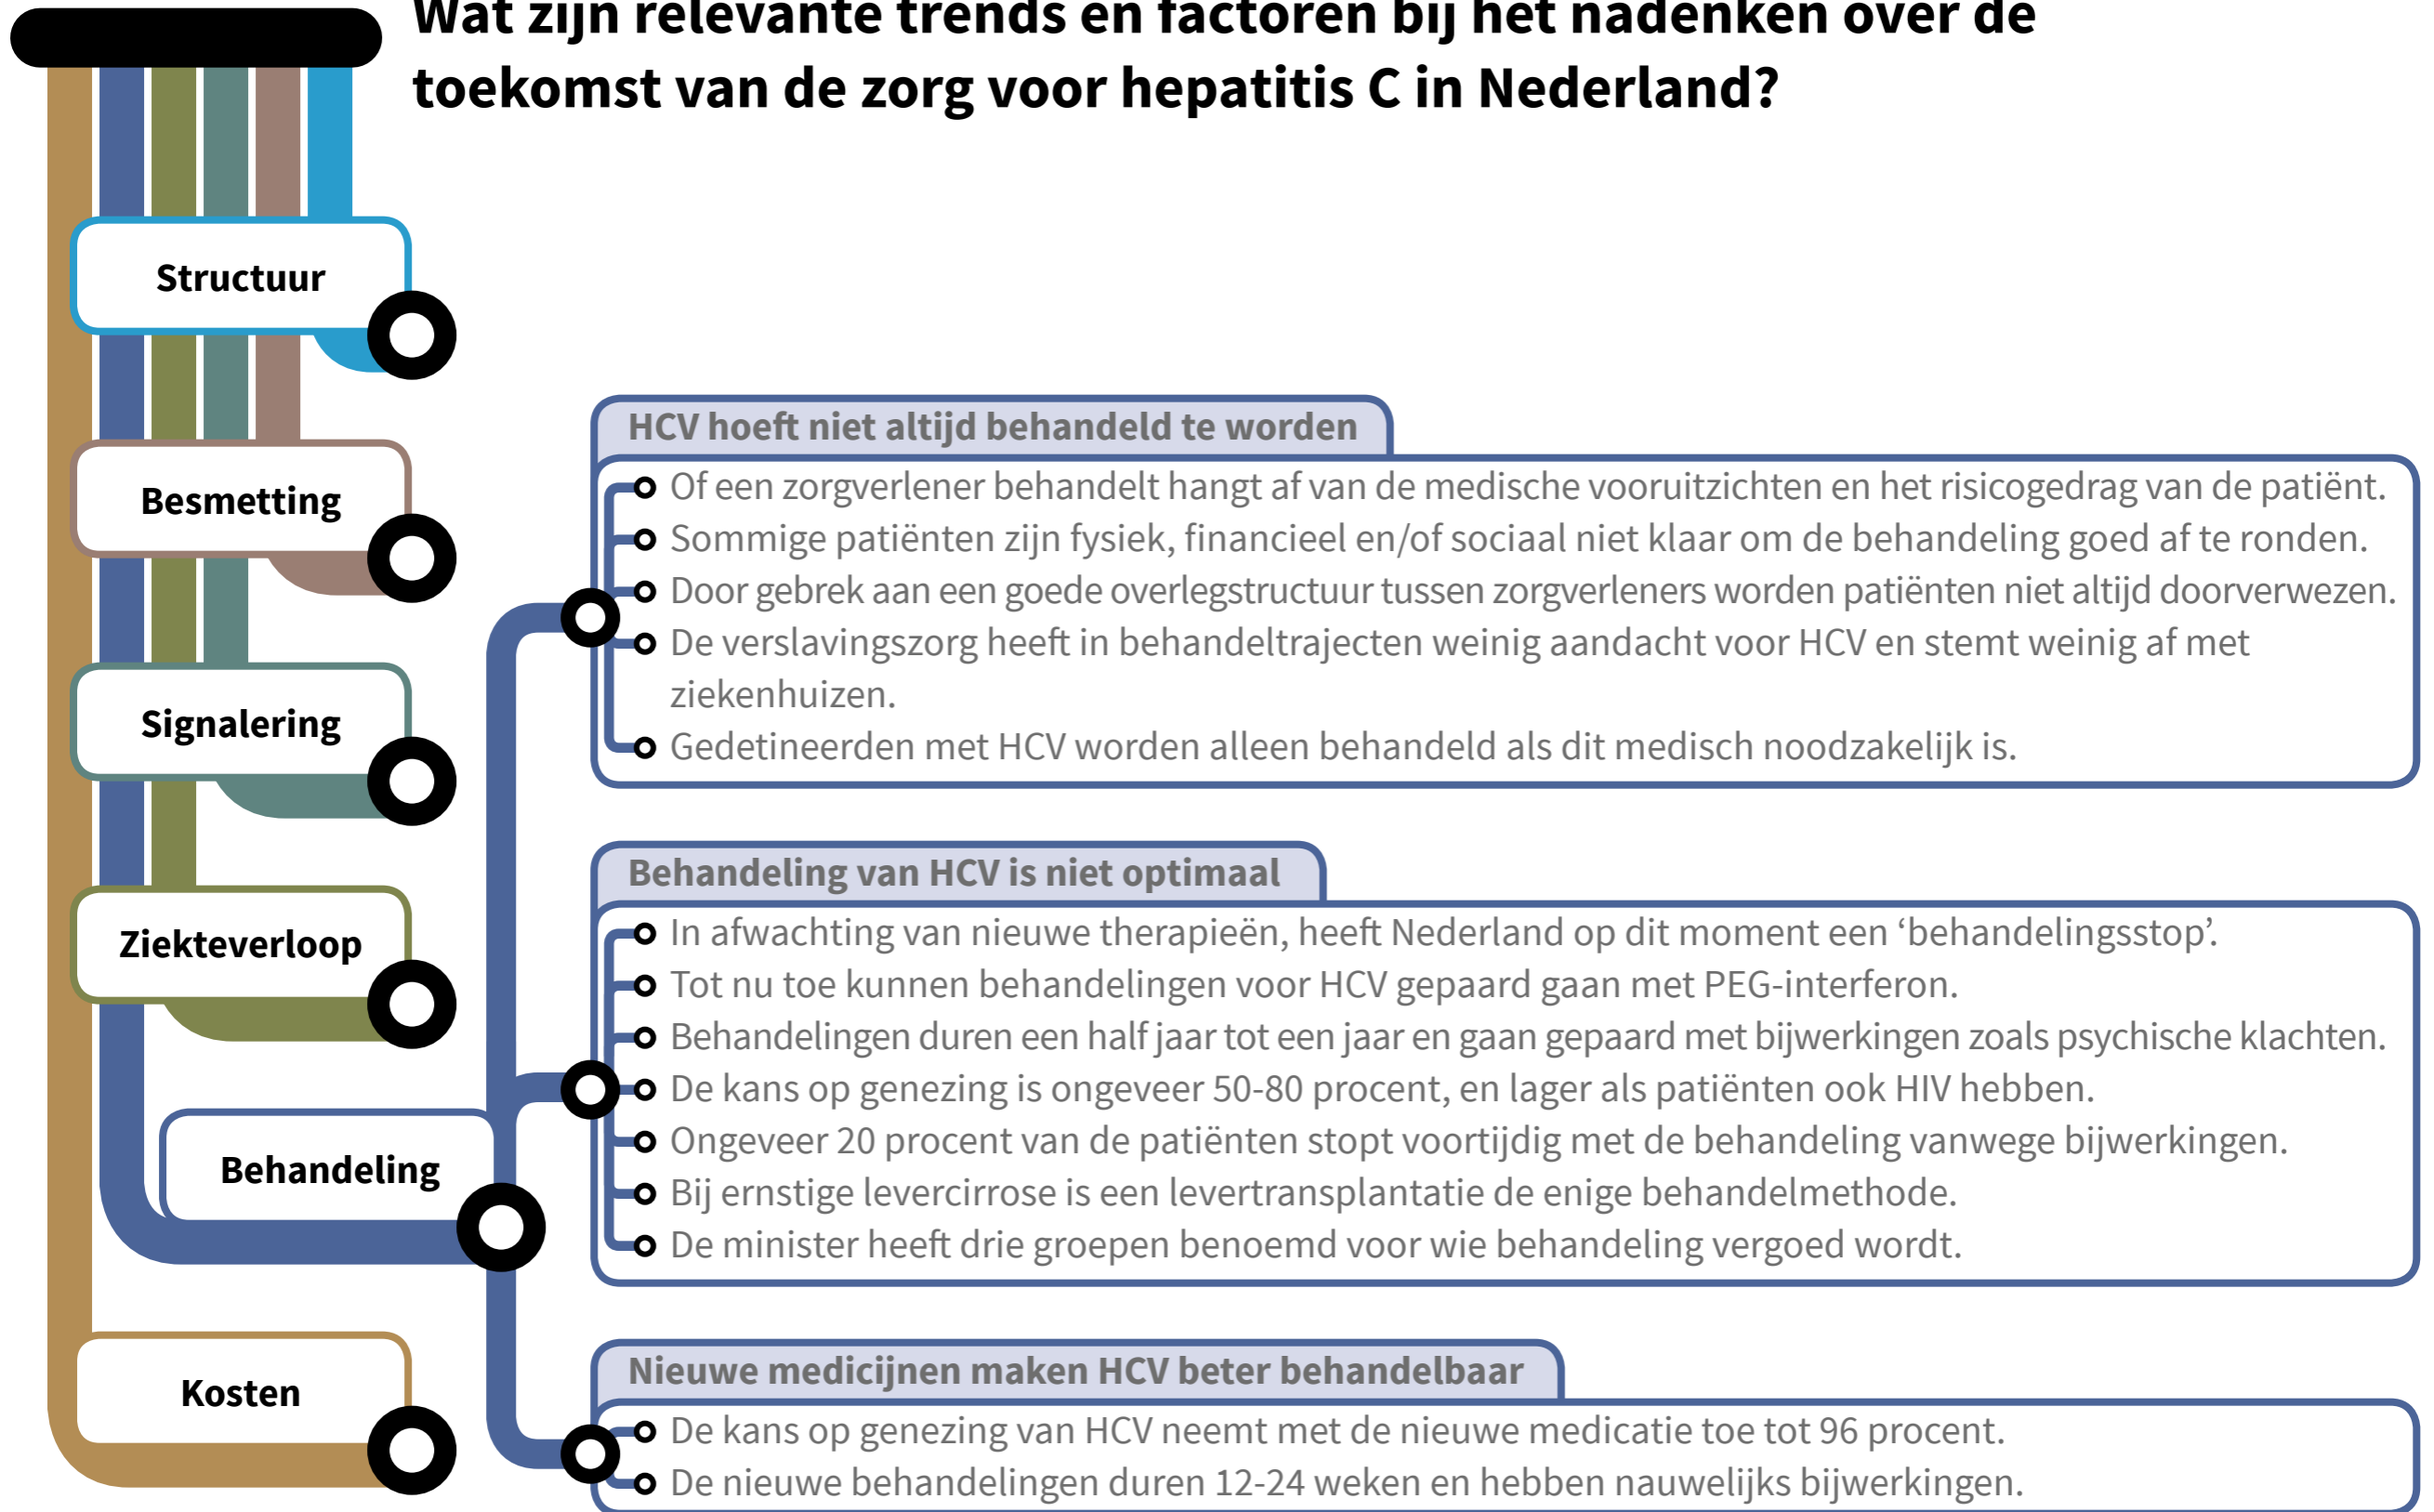 Wat zijn relevante trends en factoren bij het nadenken over de
toekomst van de zorg voor hepatitis C in Nederland?
Structuur
Besmetting
Signalering
Ziekteverloop
Behandeling
Kosten
HCV hoeft niet altijd behandeld te worden
Of een zorgverlener behandelt hangt af van de medische vooruitzichten en het risicogedrag van de patiënt.
Sommige patiënten zijn fysiek, financieel en/of sociaal niet klaar om de behandeling goed af te ronden.
Door gebrek aan een goede overlegstructuur tussen zorgverleners worden patiënten niet altijd doorverwezen.
De verslavingszorg heeft in behandeltrajecten weinig aandacht voor HCV en stemt weinig af met
ziekenhuizen.
Gedetineerden met HCV worden alleen behandeld als dit medisch noodzakelijk is.
Behandeling van HCV is niet optimaal
In afwachting van nieuwe therapieën, heeft Nederland op dit moment een ‘behandelingsstop’.
Tot nu toe kunnen behandelingen voor HCV gepaard gaan met PEG-interferon.
Behandelingen duren een half jaar tot een jaar en gaan gepaard met bijwerkingen zoals psychische klachten.
De kans op genezing is ongeveer 50-80 procent, en lager als patiënten ook HIV hebben.
Ongeveer 20 procent van de patiënten stopt voortijdig met de behandeling vanwege bijwerkingen.
Bij ernstige levercirrose is een levertransplantatie de enige behandelmethode.
De minister heeft drie groepen benoemd voor wie behandeling vergoed wordt.
Nieuwe medicijnen maken HCV beter behandelbaar
De kans op genezing van HCV neemt met de nieuwe medicatie toe tot 96 procent.
De nieuwe behandelingen duren 12-24 weken en hebben nauwelijks bijwerkingen.